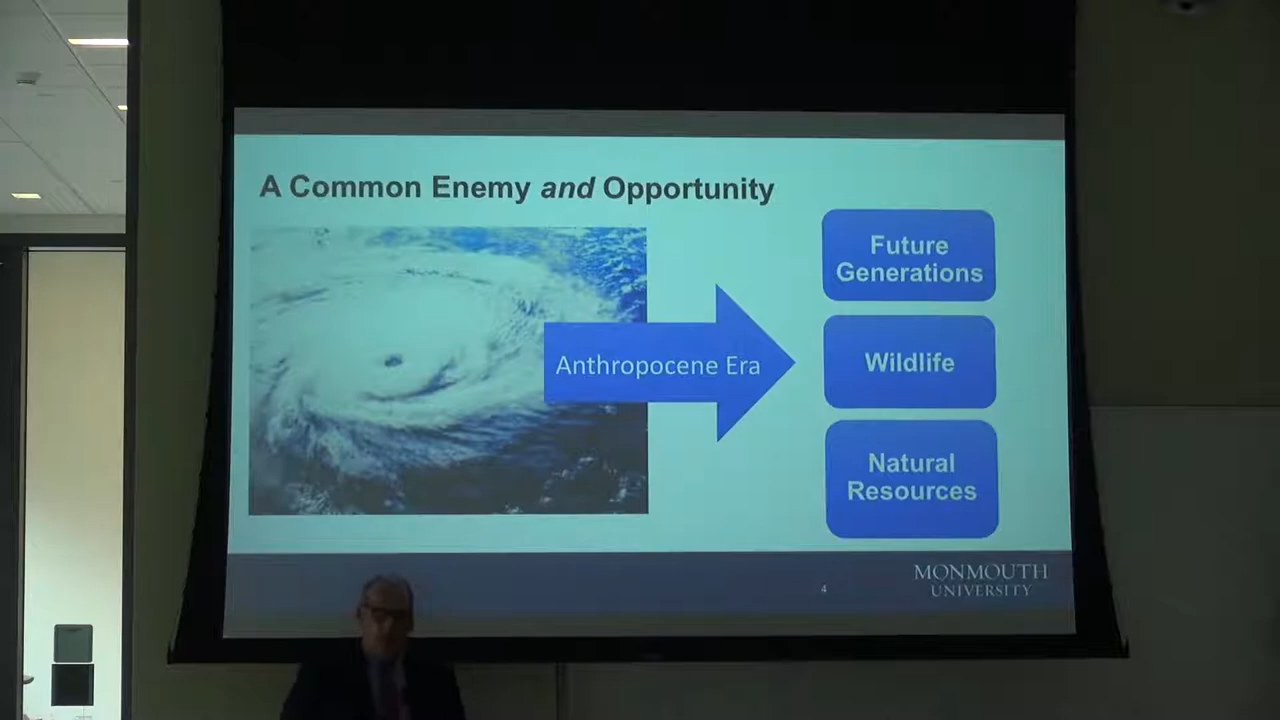 A Common Enemy and Opportunity
Future
Generations
Anthropocene Era
Wildlife
Natural
Resources
4
MONMOUTH
UNIVERSITY